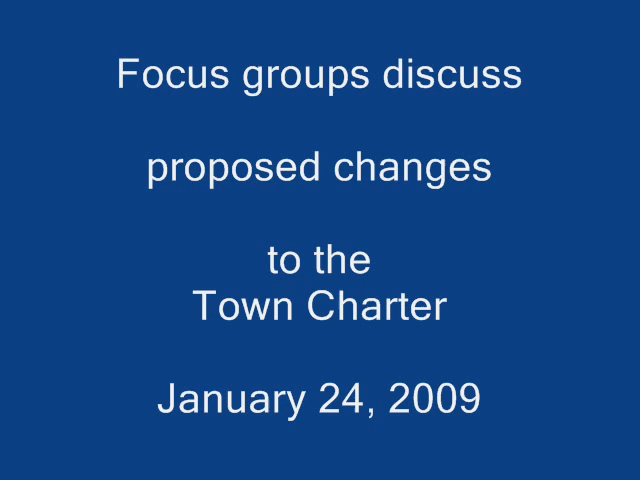 Focus groups discuss
proposed changes
to the
Town Charter
January 24, 2009